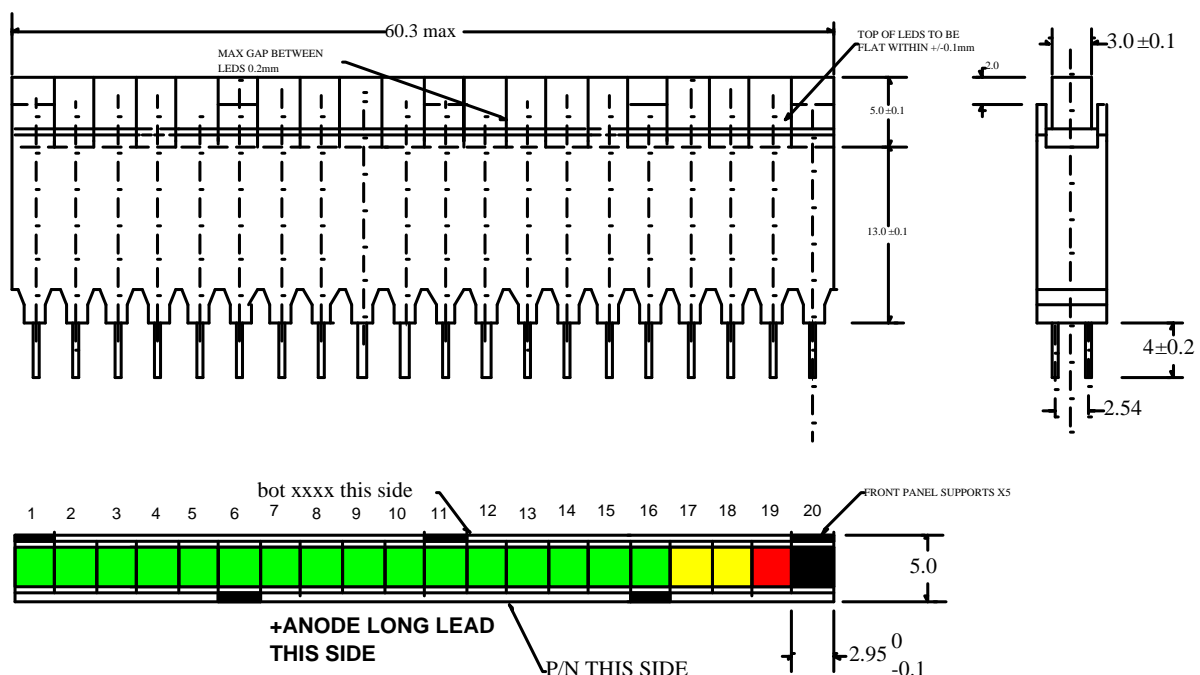 60.3 max
TOP OF LEDS TO BE
FLAT WITHIN +/-0.1mm
MAX GAP BETWEEN
LEDS 0.2mm
3.0±0.1
2.0
5.0±0.1
13.0±0.1
4±0.2
2.54
bot xxxx this side
FRONT PANEL SUPPORTS X5
1 2 3 4 5 6 7 8 9 10 11 12 13 14 15 16 17 18 19 20
5.0
+ANODE LONG LEAD
THIS SIDE
P/N THIS SIDE
2.95 0
-0.1